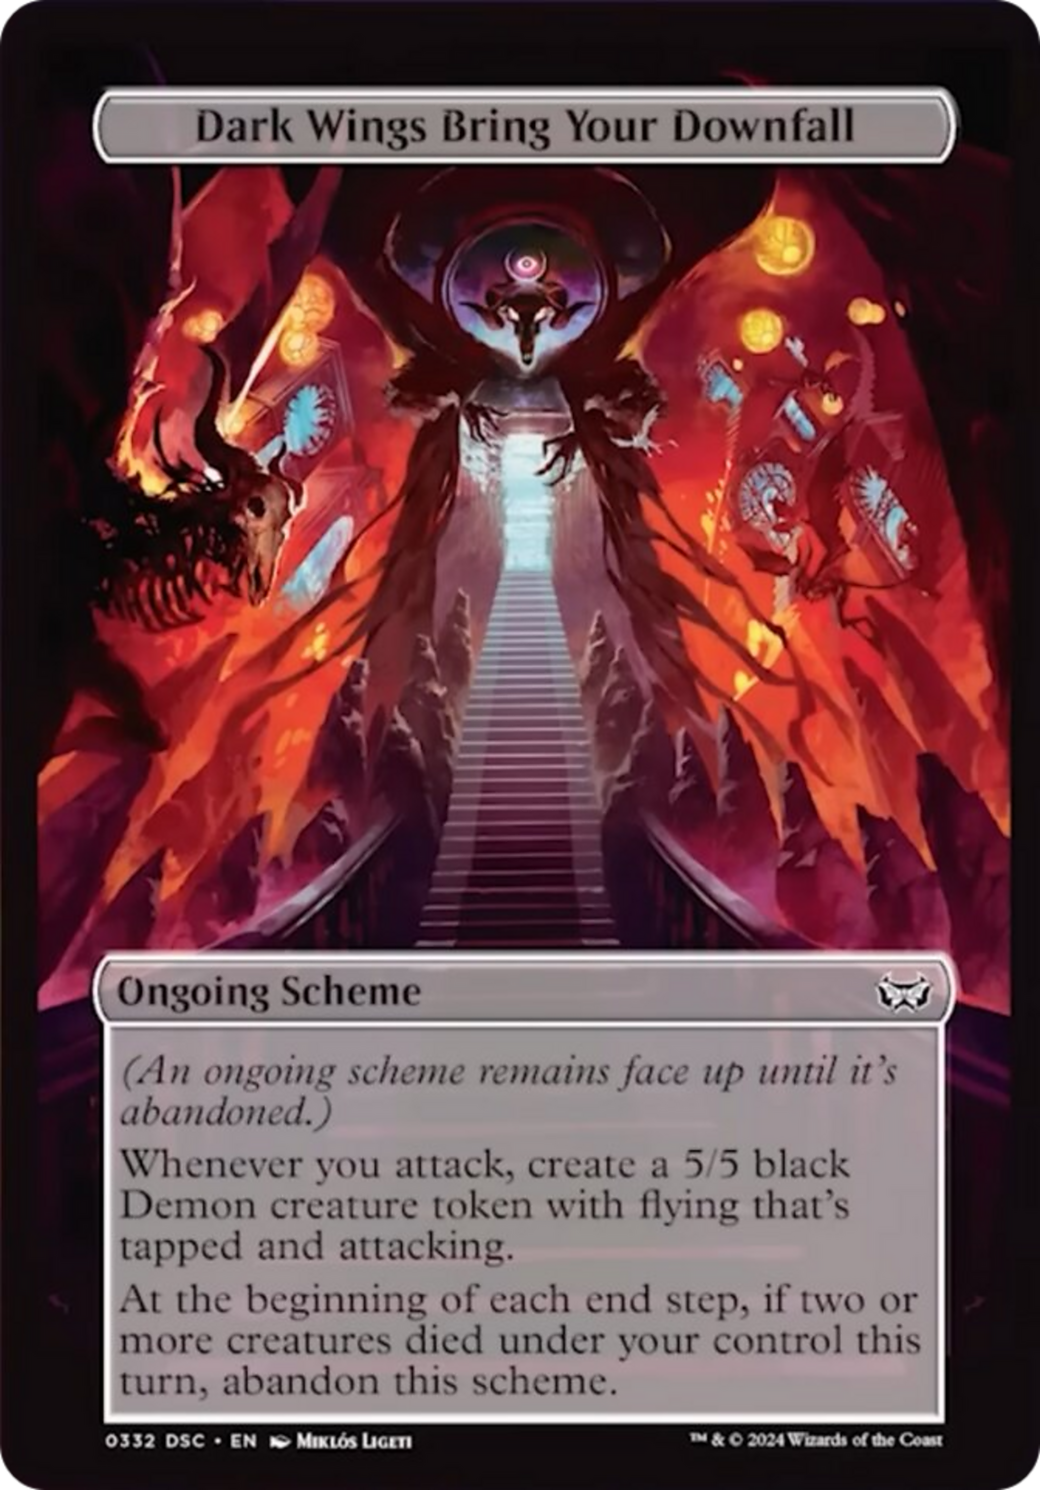 Dark Wings Bring Your Downfall
Ongoing Scheme
(An ongoing scheme remains face up until it's
abandoned.)
Whenever you attack, create a 5/5 black
Demon creature token with flying that's
tapped and attacking.
At the beginning of each end step, if two or
more creatures died under your control this
turn, abandon this scheme.
0332 DSC • EN Miklós Ligeti
™ & © 2024 Wizards of the Coast